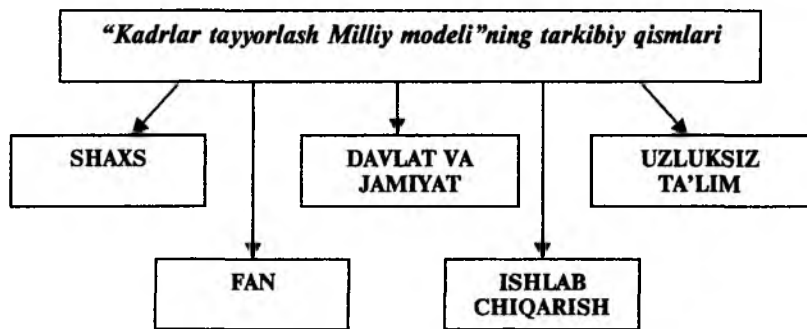 “Kadrlar tayyorlash Milliy modeli”ning tarkibiy qismlari
SHAXS
DAVLAT VA
JAMIYAT
UZLUKSIZ
TA’LIM
FAN
ISHLAB
CHIQARISH